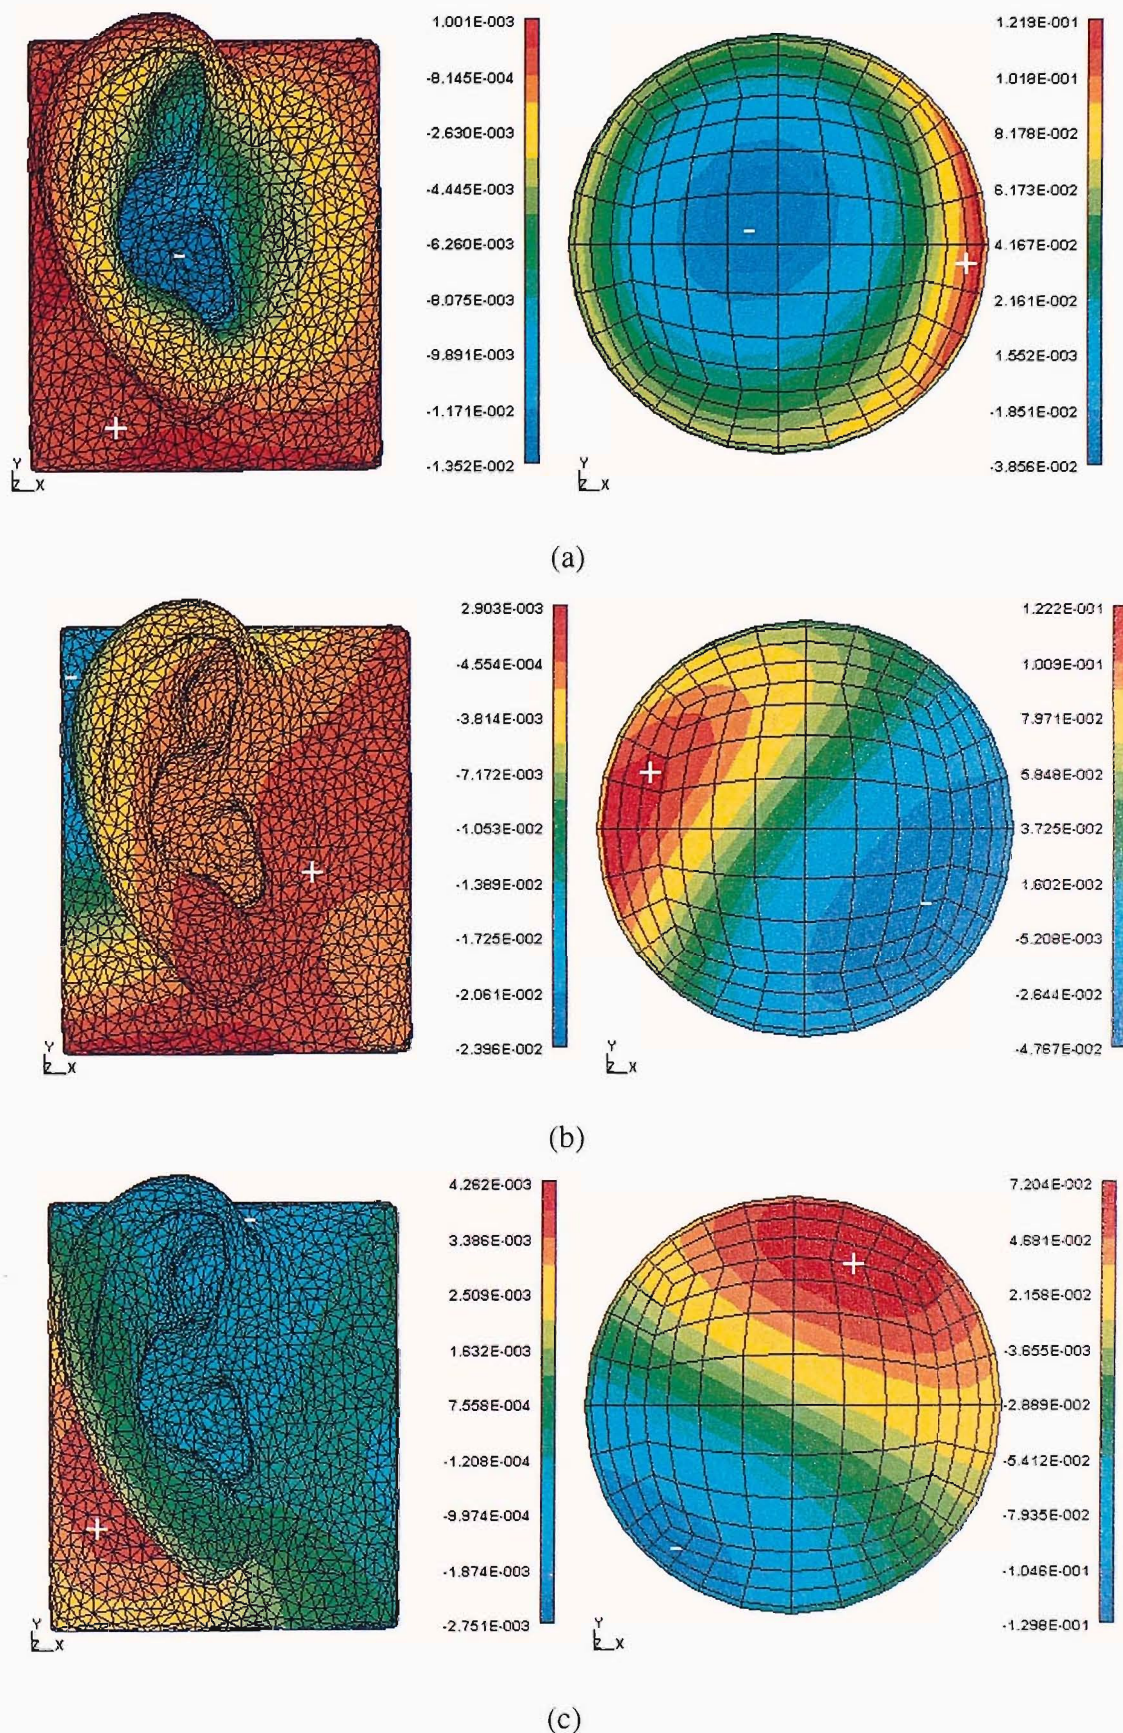 1.001E-003
-8.145E-004
-2.630E-003
-4.445E-003
-6.260E-003
-8.075E-003
-9.891E-003
-1.171E-002
-1.352E-002
Y
Z X
1.219E-001
1.018E-001
8.178E-002
6.173E-002
4.167E-002
2.161E-002
1.552E-003
-1.851E-002
-3.856E-002
Y
Z X
(a)
2.903E-003
-4.554E-004
-3.814E-003
-7.172E-003
-1.053E-002
-1.389E-002
-1.725E-002
-2.061E-002
-2.396E-002
Y
Z X
1.222E-001
1.009E-001
7.971E-002
5.848E-002
3.725E-002
1.602E-002
-5.208E-003
-2.644E-002
-4.767E-002
Y
Z X
(b)
4.262E-003
3.386E-003
2.509E-003
1.632E-003
7.558E-004
-1.208E-004
-9.974E-004
-1.874E-003
-2.751E-003
Y
Z X
7.204E-002
4.681E-002
2.158E-002
-3.655E-003
-2.889E-002
-5.412E-002
-7.935E-002
-1.046E-001
-1.298E-001
Y
Z X
(c)